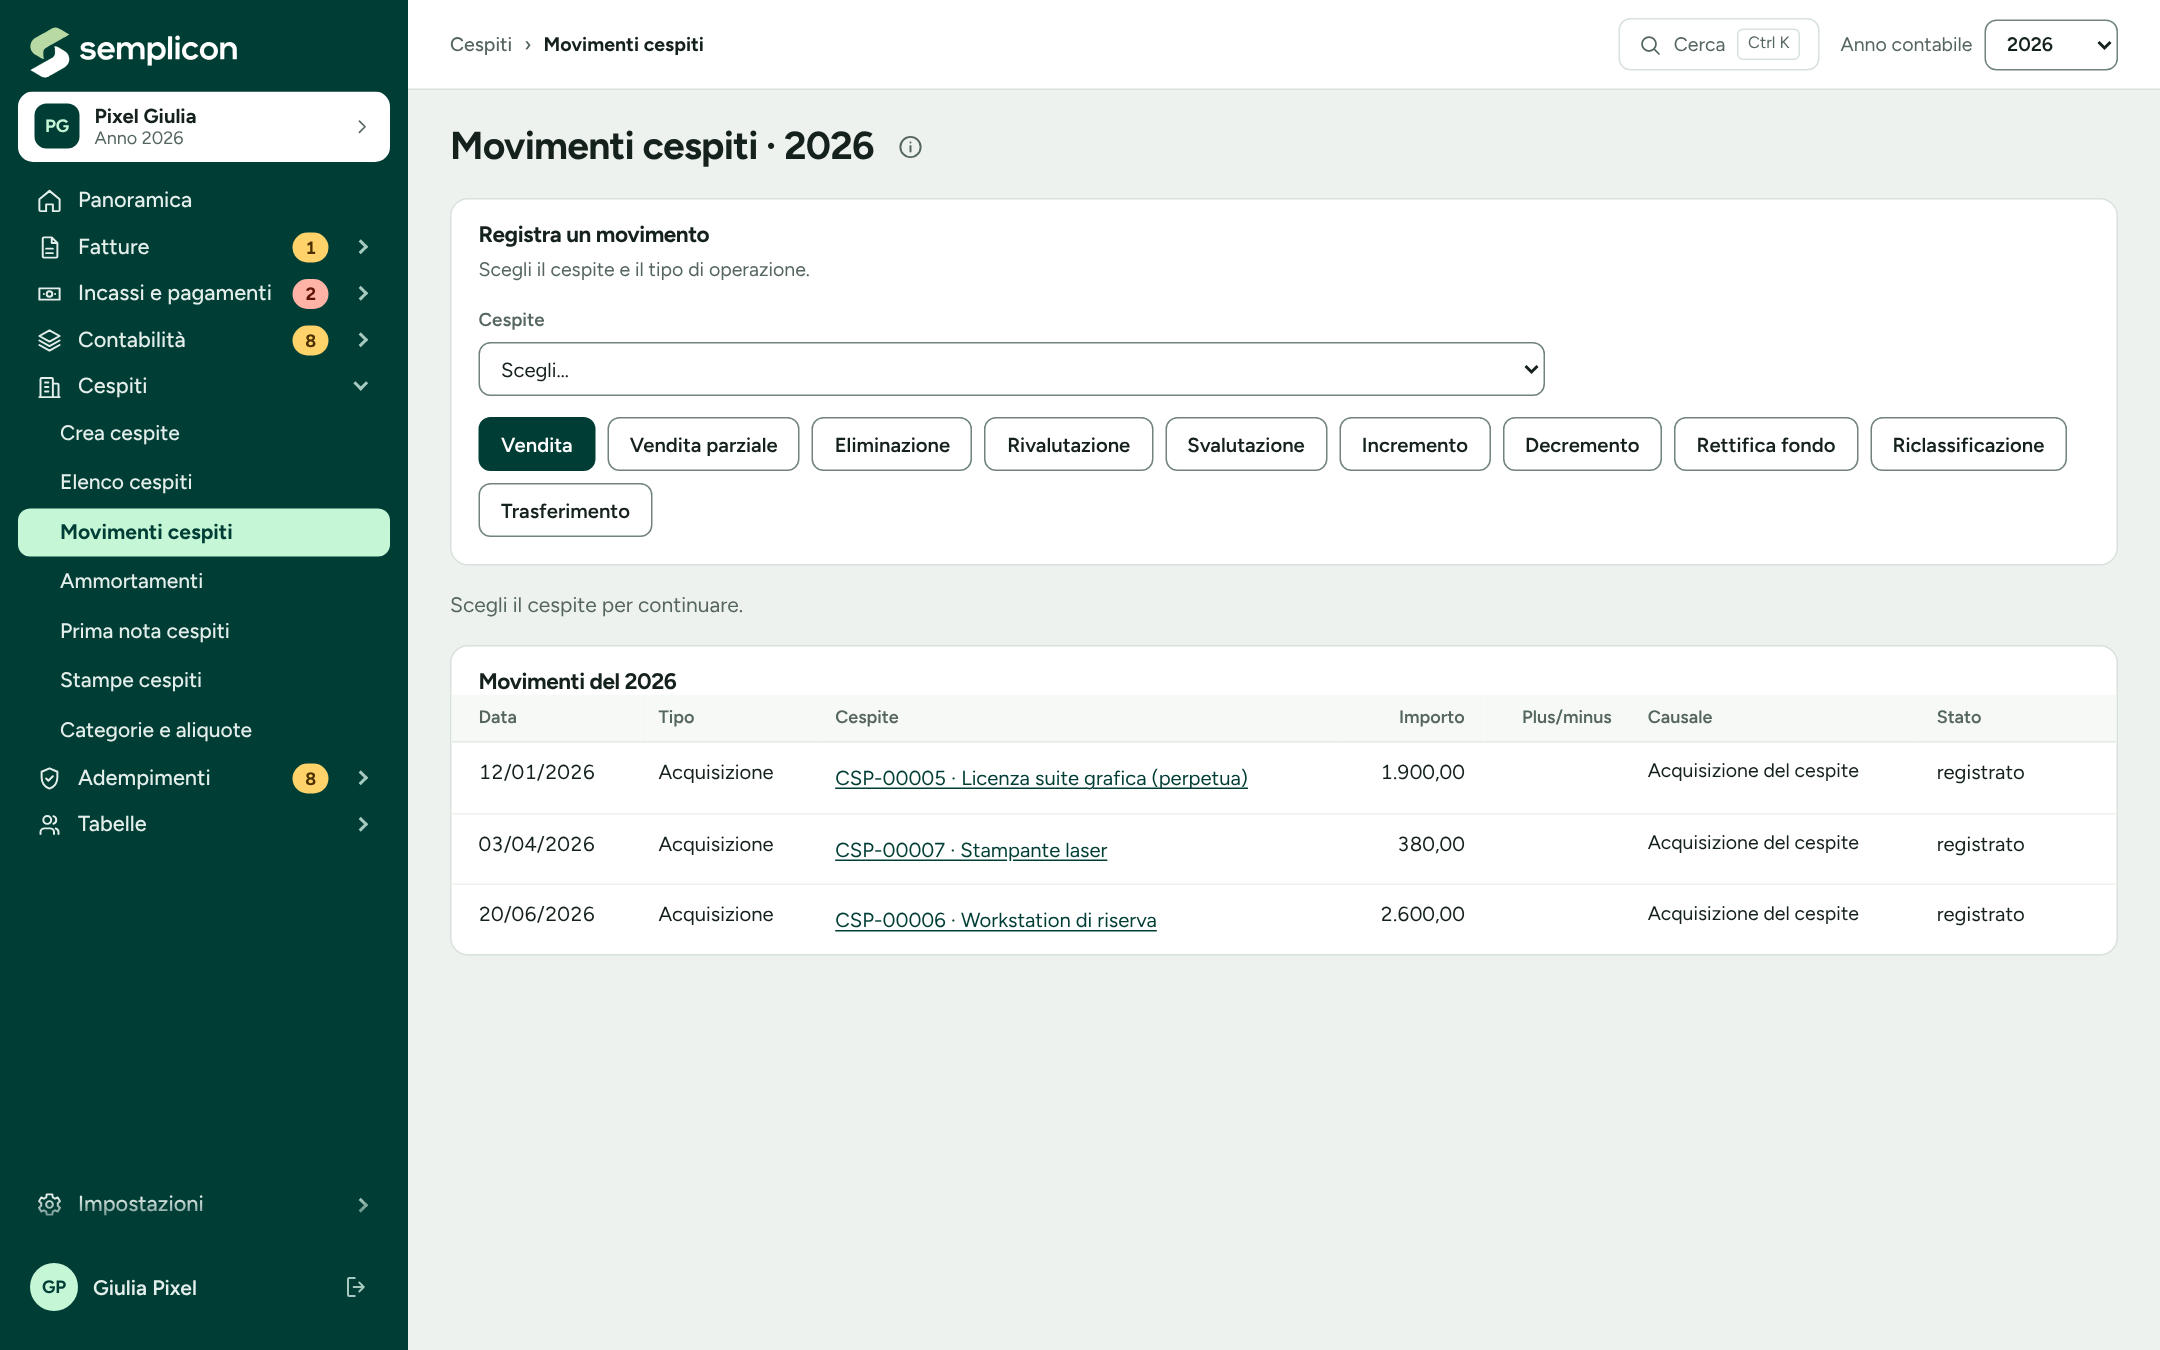 semplicon
PG
Pixel Giulia
Anno 2026
Panoramica
Fatture 1
Incassi e pagamenti 2
Contabilità 8
Cespiti
Crea cespite
Elenco cespiti
Movimenti cespiti
Ammortamenti
Prima nota cespiti
Stampe cespiti
Categorie e aliquote
Adempimenti 8
Tabelle
Impostazioni
GP Giulia Pixel
Cespiti › Movimenti cespiti
Cerca Ctrl K Anno contabile 2026
Movimenti cespiti · 2026
Registra un movimento
Scegli il cespite e il tipo di operazione.
Cespite
Scegli...
Vendita Vendita parziale Eliminazione Rivalutazione Svalutazione Incremento Decremento Rettifica fondo Riclassificazione
Trasferimento
Scegli il cespite per continuare.
Movimenti del 2026
Data Tipo Cespite Importo Plus/minus Causale Stato
12/01/2026 Acquisizione CSP-00005 · Licenza suite grafica (perpetua) 1.900,00 Acquisizione del cespite registrato
03/04/2026 Acquisizione CSP-00007 · Stampante laser 380,00 Acquisizione del cespite registrato
20/06/2026 Acquisizione CSP-00006 · Workstation di riserva 2.600,00 Acquisizione del cespite registrato